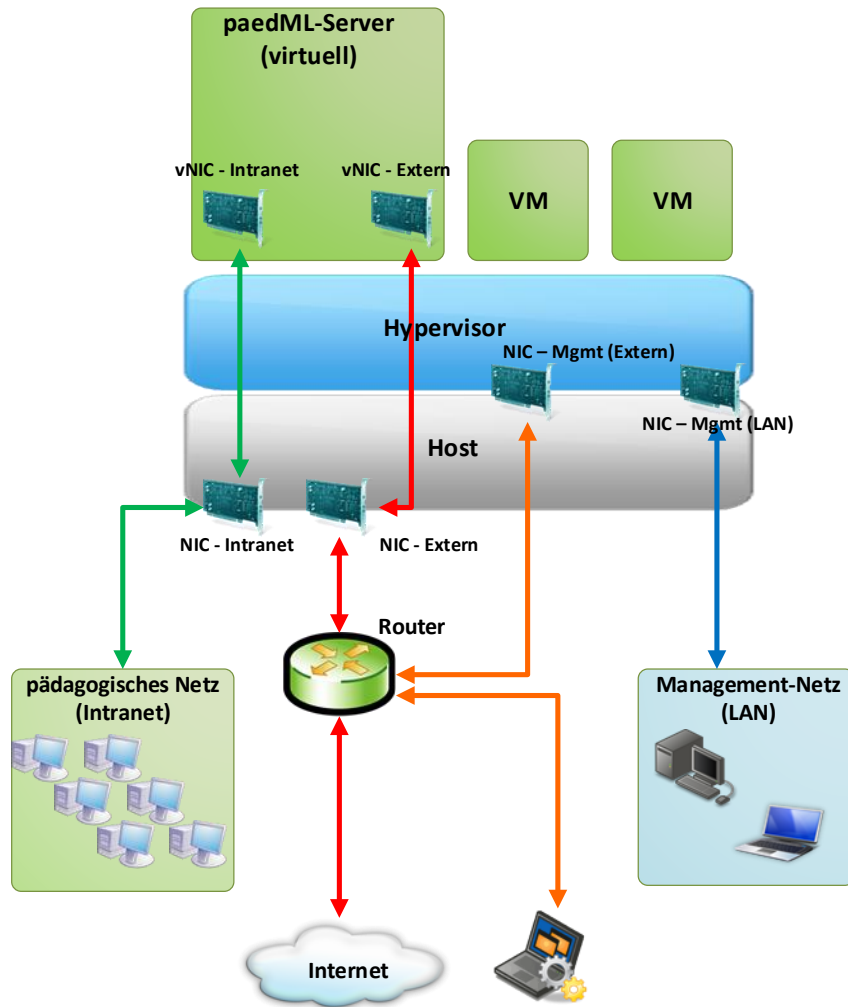 paedML-Server
(virtuell)
vNIC - Intranet
vNIC - Extern
VM
VM
Hypervisor
NIC – Mgmt (Extern)
NIC – Mgmt (LAN)
Host
NIC - Intranet
NIC - Extern
Router
pädagogisches Netz
(Intranet)
Management-Netz
(LAN)
Internet